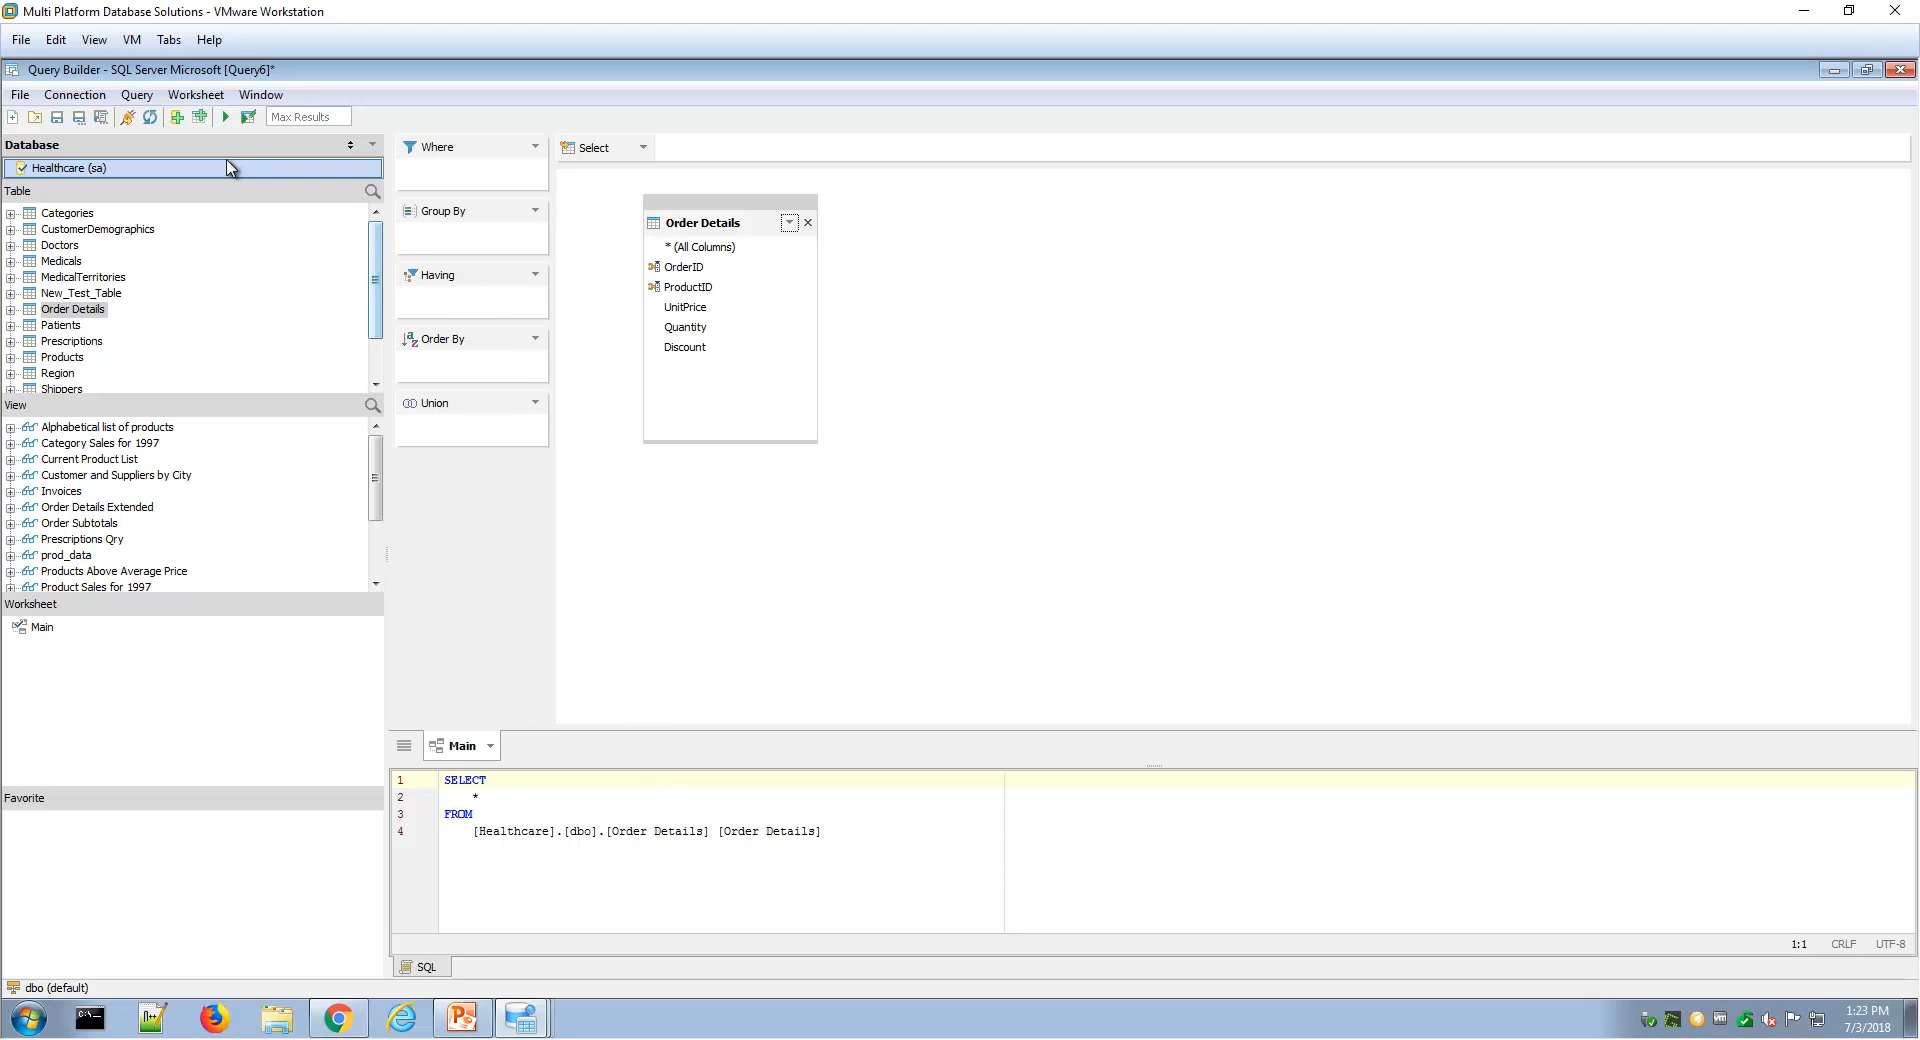 Multi Platform Database Solutions - VMware Workstation
File Edit View VM Tabs Help
Query Builder - SQL Server Microsoft [Query6]*
File Connection Query Worksheet Window
Max Results
Database
Healthcare (sa)
Table
Categories
CustomerDemographics
Doctors
Medicals
MedicalTerritories
New_Test_Table
Order Details
Patients
Prescriptions
Products
Region
Shippers
View
Alphabetical list of products
Category Sales for 1997
Current Product List
Customer and Suppliers by City
Invoices
Order Details Extended
Order Subtotals
Prescriptions Qry
prod_data
Products Above Average Price
Product Sales for 1997
Worksheet
Main
Favorite
Where
Group By
Having
Order By
Union
Select
Order Details
* (All Columns)
OrderID
ProductID
UnitPrice
Quantity
Discount
Main
1 SELECT
2 *
3 FROM
4 [Healthcare].[dbo].[Order Details] [Order Details]
1:1 CRLF UTF-8
SQL
dbo (default)
1:23 PM
7/3/2018